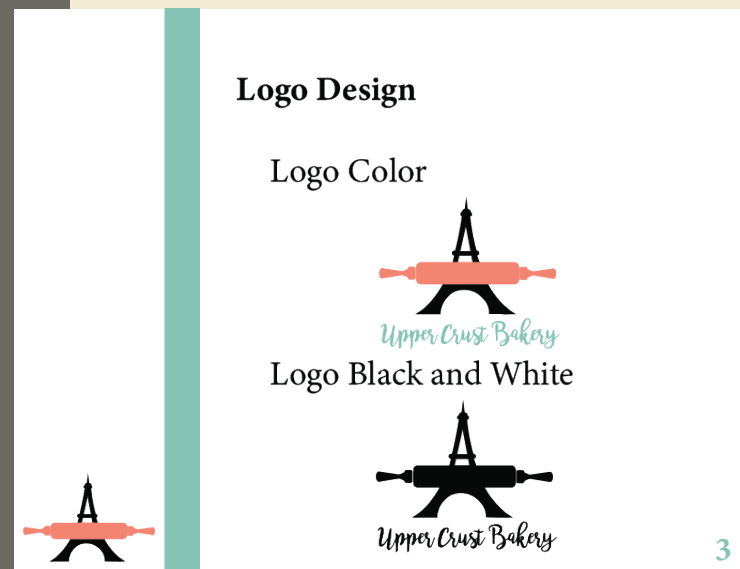 Logo Design
Logo Color
Upper Crust Bakery
Logo Black and White
Upper Crust Bakery
3